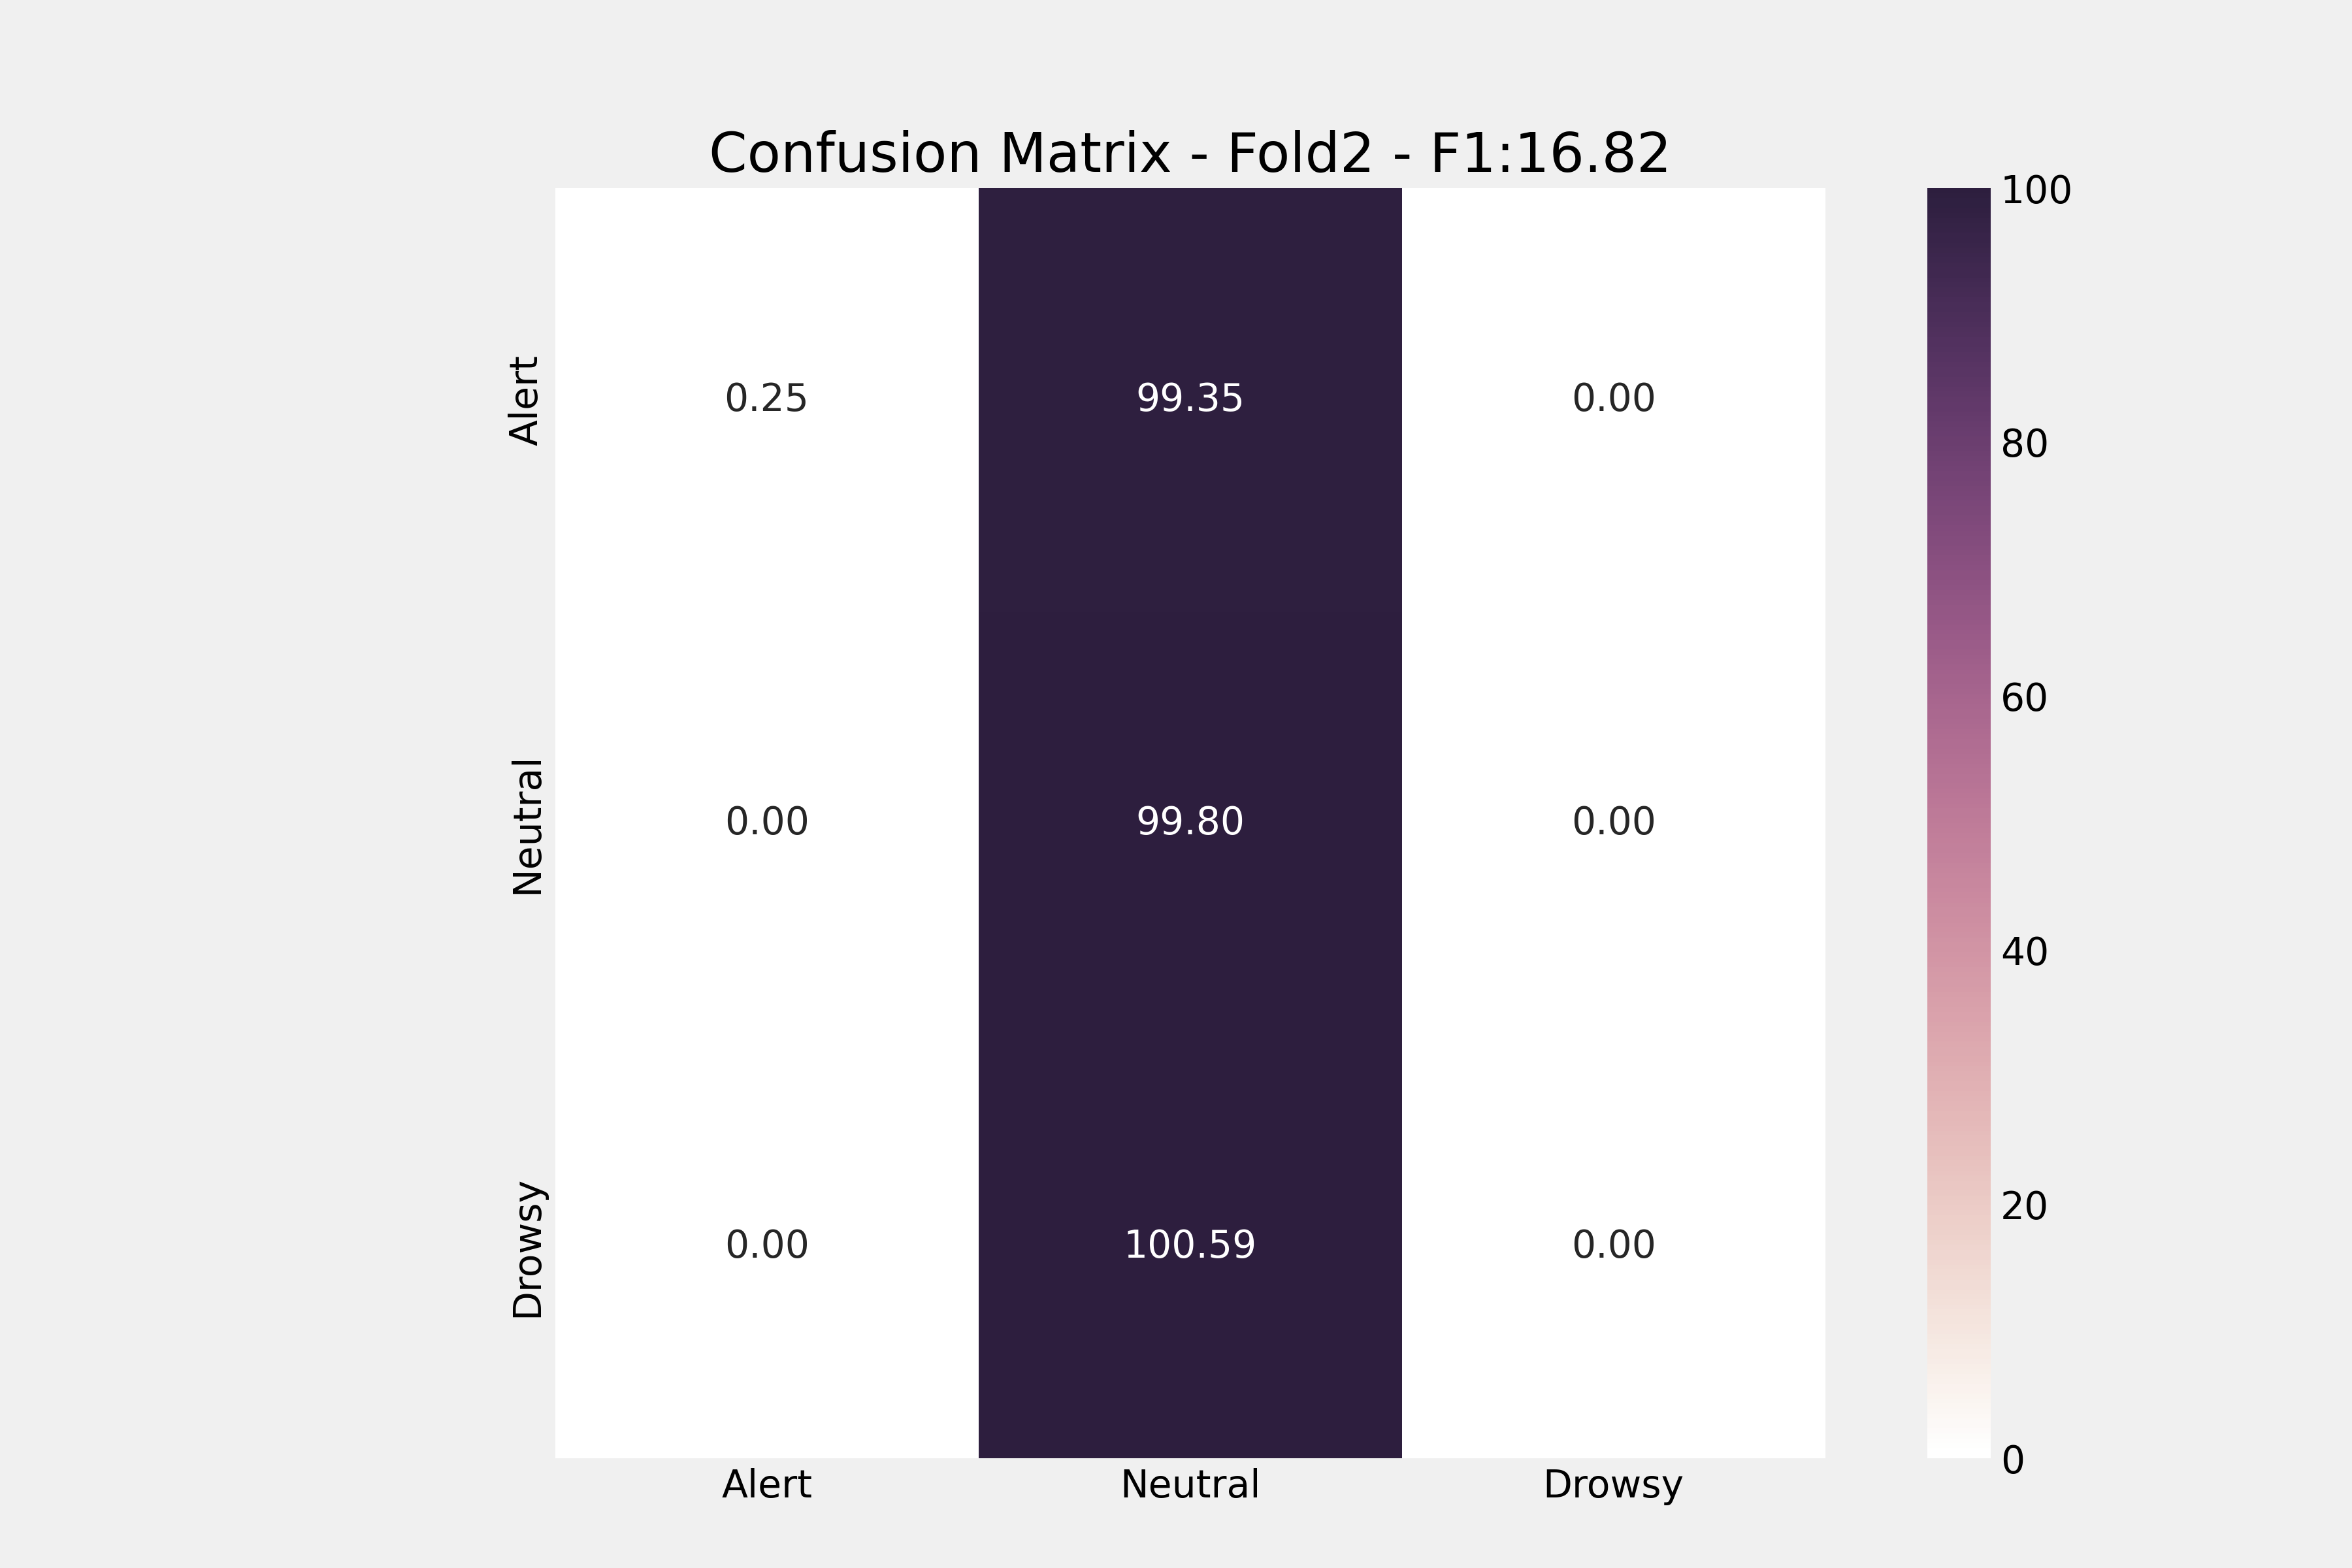 Confusion Matrix - Fold2 - F1:16.82
100
Alert
0.25 99.35 0.00
80
60
Neutral
0.00 99.80 0.00
40
20
Drowsy
0.00 100.59 0.00
0
Alert Neutral Drowsy